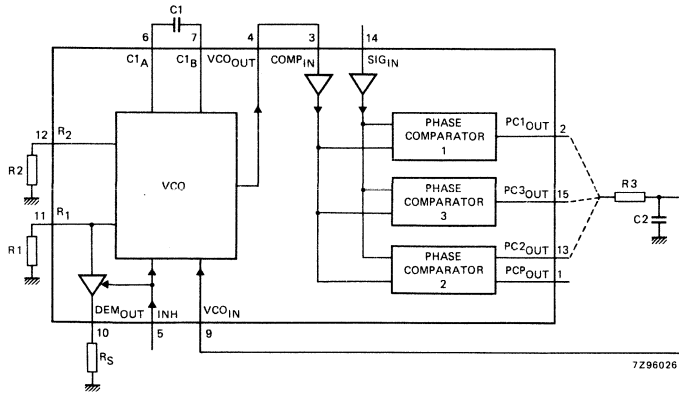 C1
6 7 4 3 14
C1A C1B VCOOUT COMPIN SIGIN
PHASE COMPARATOR 1
PC1OUT 2
12 R2
R2
VCO
R3
PHASE COMPARATOR 3
PC3OUT 15
C2
11 R1
R1
PHASE COMPARATOR 2
PC2OUT 13
PCPOUT 1
DEMOUT INH VCOIN
10 5 9
RS
7Z96026